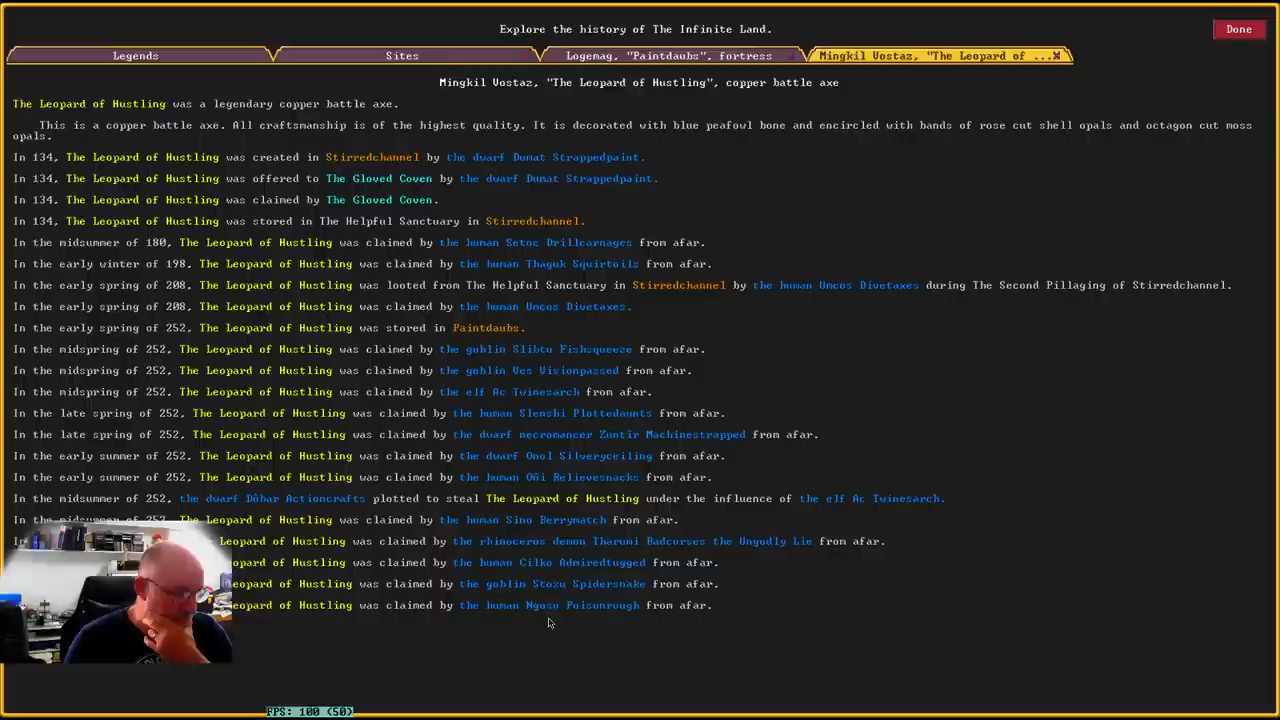 Explore the history of The Infinite Land.
Done
Legends
Sites
Logemag, "Paintdaubs", fortress
Mingkil Vostaz, "The Leopard of ...x
Mingkil Vostaz, "The Leopard of Hustling", copper battle axe
The Leopard of Hustling was a legendary copper battle axe.
This is a copper battle axe. All craftsmanship is of the highest quality. It is decorated with blue peafowl bone and encircled with bands of rose cut shell opals and octagon cut moss
opals.
In 134, The Leopard of Hustling was created in Stirredchannel by the dwarf Dumat Strappedpaint.
In 134, The Leopard of Hustling was offered to The Gloved Coven by the dwarf Dumat Strappedpaint.
In 134, The Leopard of Hustling was claimed by The Gloved Coven.
In 134, The Leopard of Hustling was stored in The Helpful Sanctuary in Stirredchannel.
In the midsummer of 180, The Leopard of Hustling was claimed by the human Setoc Drillcarnages from afar.
In the early winter of 198, The Leopard of Hustling was claimed by the human Thaguk Squirtoils from afar.
In the early spring of 208, The Leopard of Hustling was looted from The Helpful Sanctuary in Stirredchannel by the human Umcos Divetaxes during The Second Pillaging of Stirredchannel.
In the early spring of 208, The Leopard of Hustling was claimed by the human Umcos Divetaxes.
In the early spring of 252, The Leopard of Hustling was stored in Paintdaubs.
In the midspring of 252, The Leopard of Hustling was claimed by the goblin Slibtu Fishsqueeze from afar.
In the midspring of 252, The Leopard of Hustling was claimed by the goblin Ves Visionpassed from afar.
In the midspring of 252, The Leopard of Hustling was claimed by the elf Ac Twinesarch from afar.
In the late spring of 252, The Leopard of Hustling was claimed by the human Slenshi Plottedaunts from afar.
In the late spring of 252, The Leopard of Hustling was claimed by the dwarf necromancer Zuntîr Machinestrapped from afar.
In the early summer of 252, The Leopard of Hustling was claimed by the dwarf Onol Silveryceiling from afar.
In the early summer of 252, The Leopard of Hustling was claimed by the human Oñi Relievesnacks from afar.
In the midsummer of 252, the dwarf Dôbar Actioncrafts plotted to steal The Leopard of Hustling under the influence of the elf Ac Twinesarch.
In the midsummer of 252, The Leopard of Hustling was claimed by the human Sino Berrymatch from afar.
Leopard of Hustling was claimed by the rhinoceros demon Tharumi Badcurses the Ungodly Lie from afar.
Leopard of Hustling was claimed by the human Cilko Admiredtugged from afar.
Leopard of Hustling was claimed by the goblin Stozu Spidersnake from afar.
Leopard of Hustling was claimed by the human Ngoso Poisonrough from afar.
FPS: 100 (50)